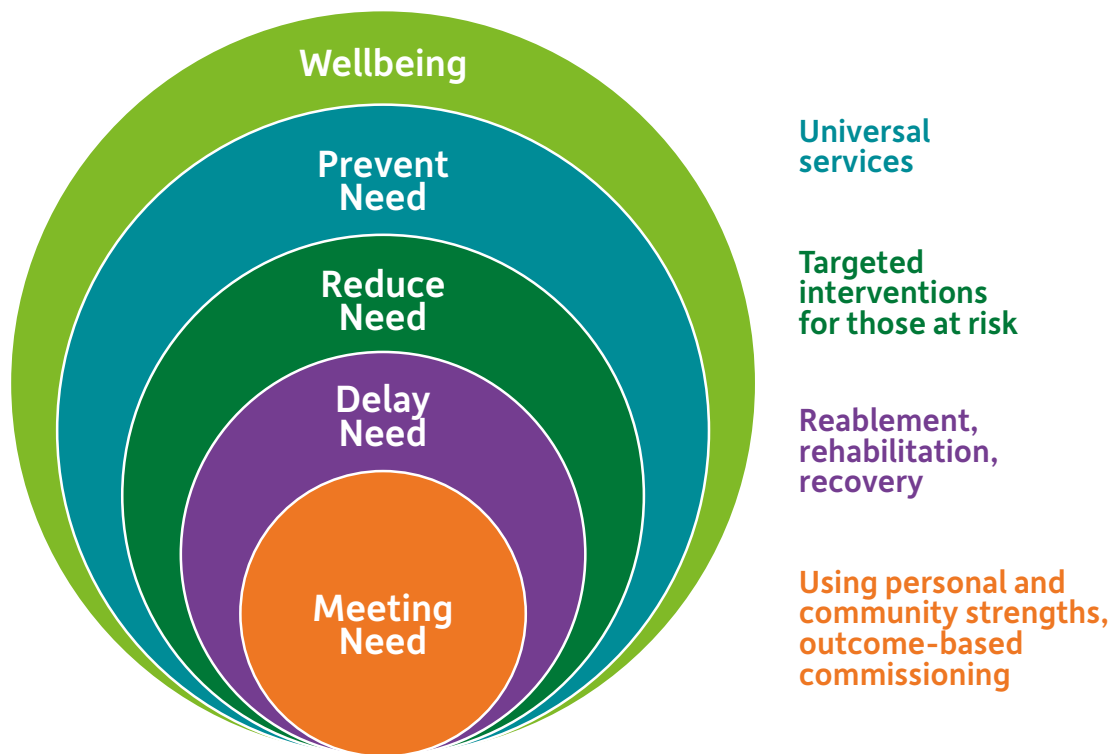 Wellbeing
Prevent
Need
Reduce
Need
Delay
Need
Meeting
Need
Universal
services
Targeted
interventions
for those at risk
Reablement,
rehabilitation,
recovery
Using personal and
community strengths,
outcome-based
commissioning